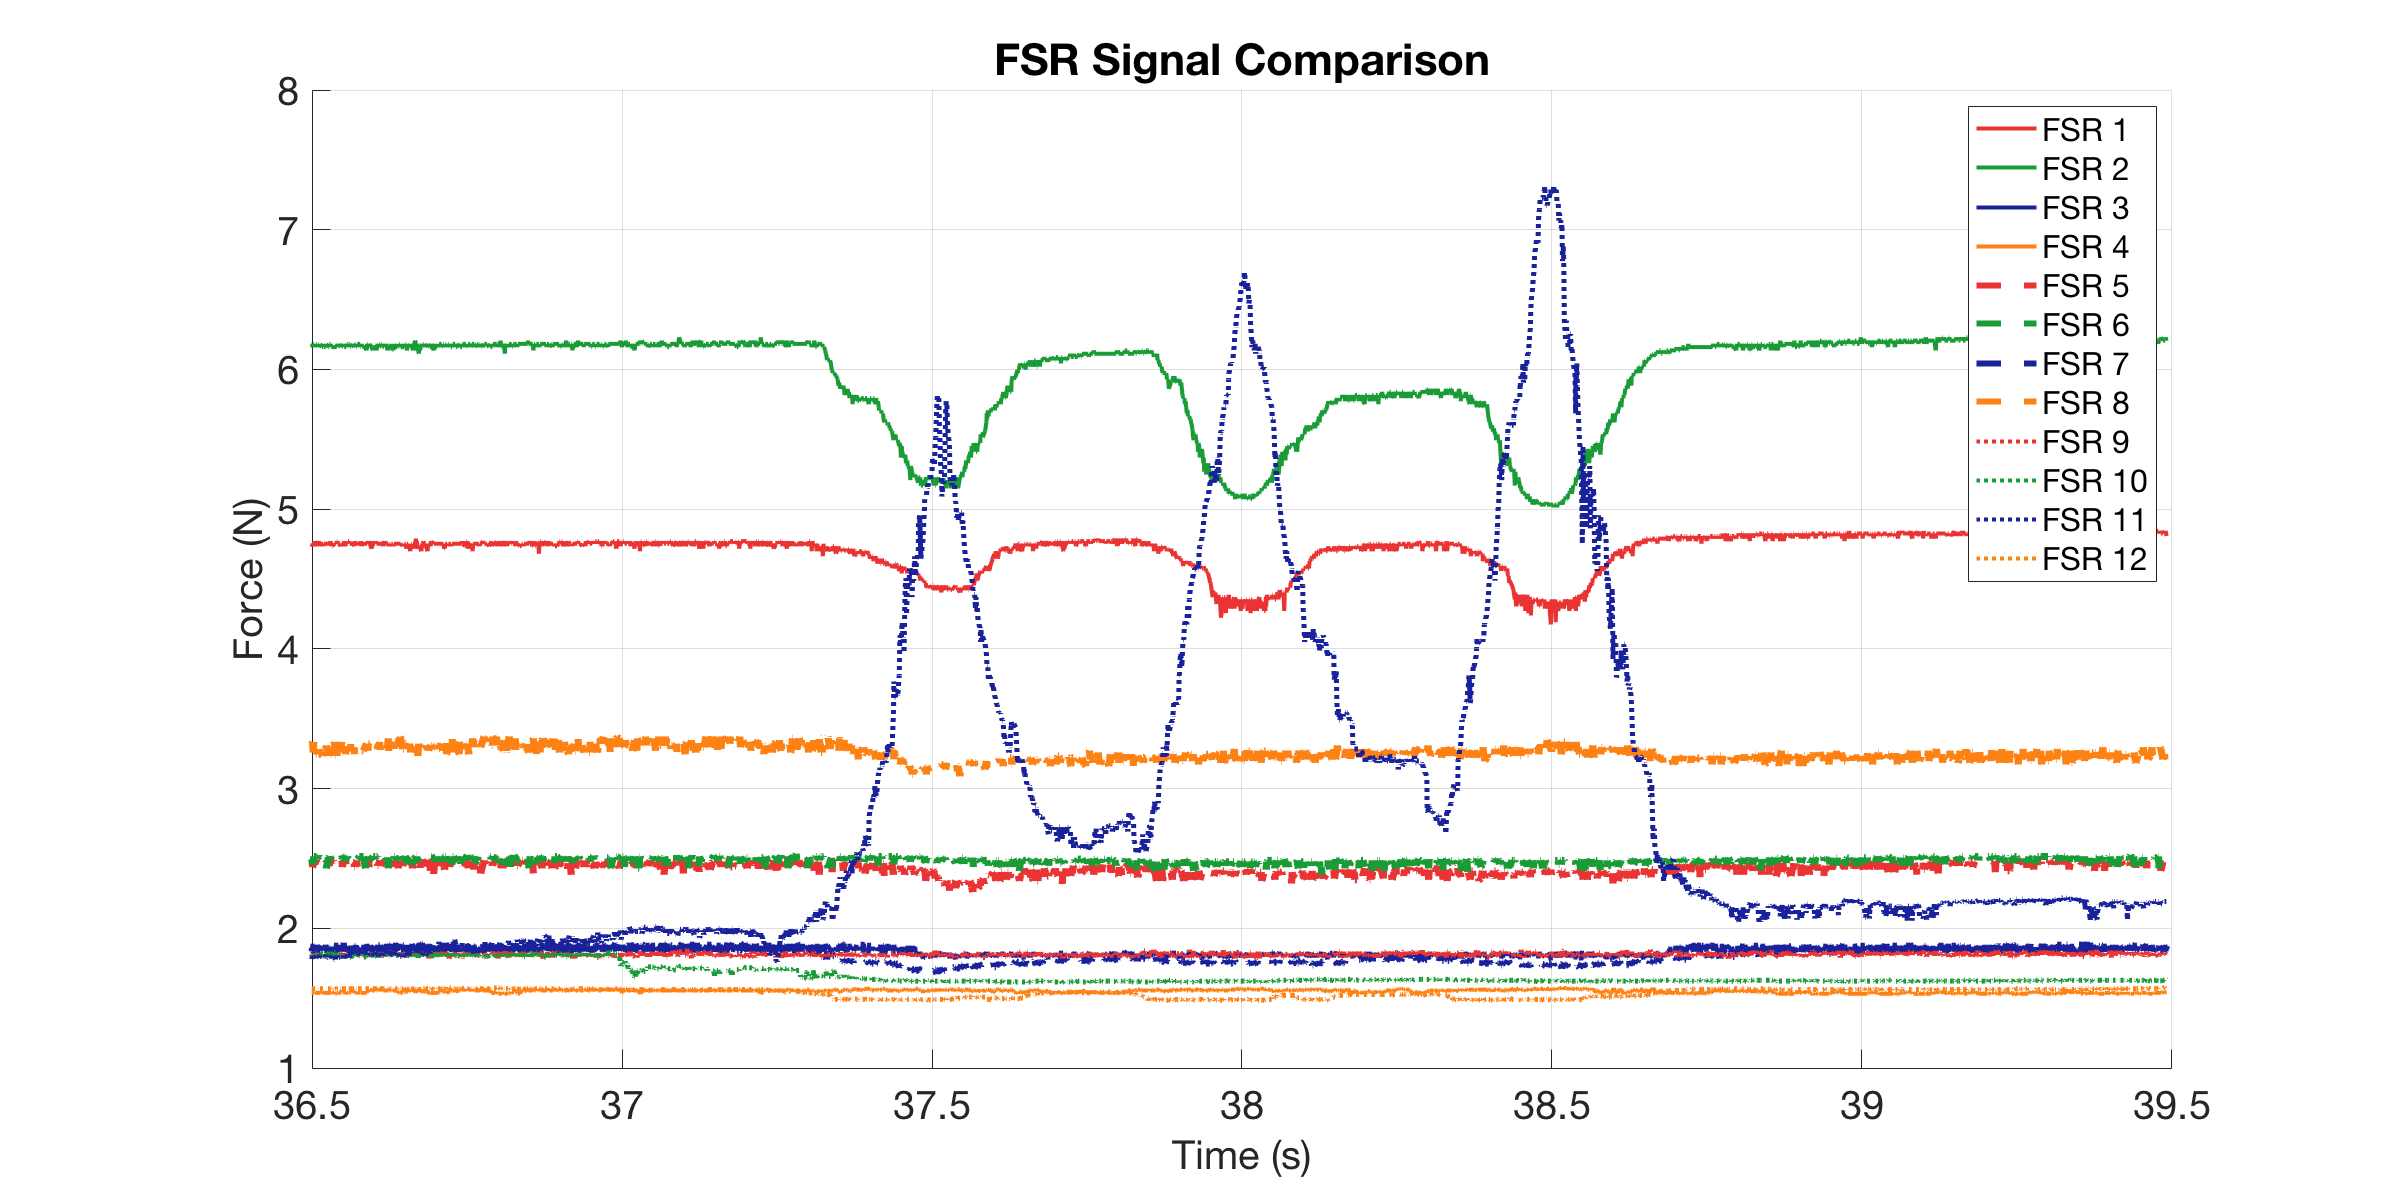 FSR Signal Comparison
8
7
6
5
4
3
2
1
Force (N)
36.5 37 37.5 38 38.5 39 39.5
Time (s)
FSR 1
FSR 2
FSR 3
FSR 4
FSR 5
FSR 6
FSR 7
FSR 8
FSR 9
FSR 10
FSR 11
FSR 12